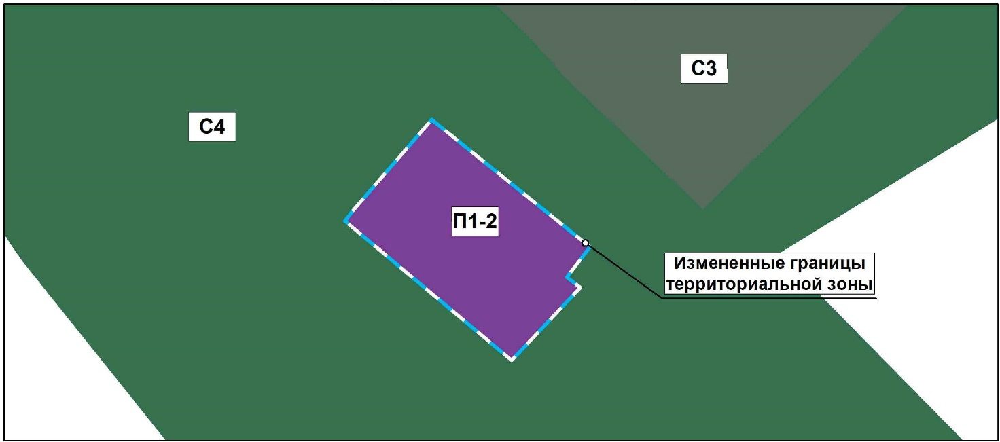 С3
С4
П1-2
Измененные границы
территориальной зоны